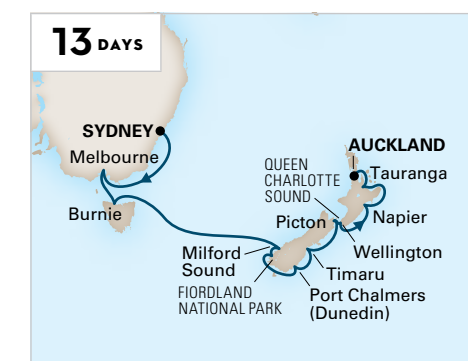 13 DAYS
SYDNEY
Melbourne
Burnie
AUCKLAND
QUEEN
CHARLOTTE
SOUND
Tauranga
Picton
Napier
Wellington
Milford
Sound
Timaru
FIORDLAND
NATIONAL PARK
Port Chalmers
(Dunedin)